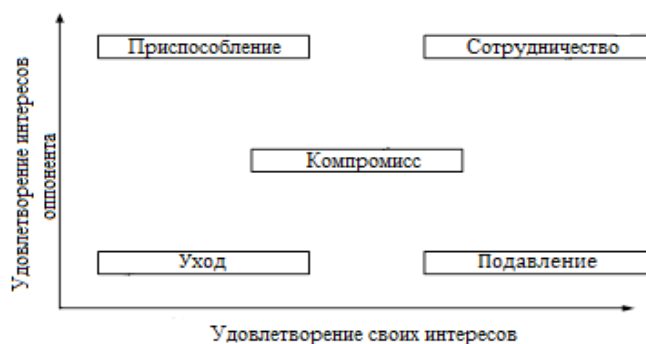 Приспособление
Сотрудничество
Удовлетворение интересов
оппонента
Компромисс
Уход
Подавление
Удовлетворение своих интересов